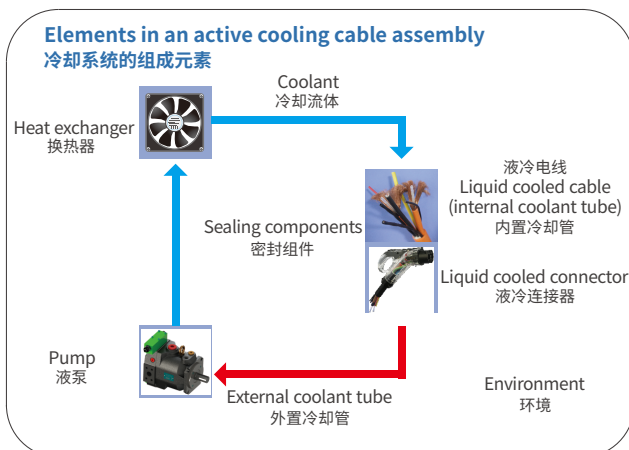 Elements in an active cooling cable assembly
冷却系统的组成元素
Coolant
冷却流体
Heat exchanger
换热器
液冷电线
Liquid cooled cable
(internal coolant tube)
内置冷却管
Sealing components
密封组件
Liquid cooled connector
液冷连接器
Pump
液泵
External coolant tube
外置冷却管
Environment
环境